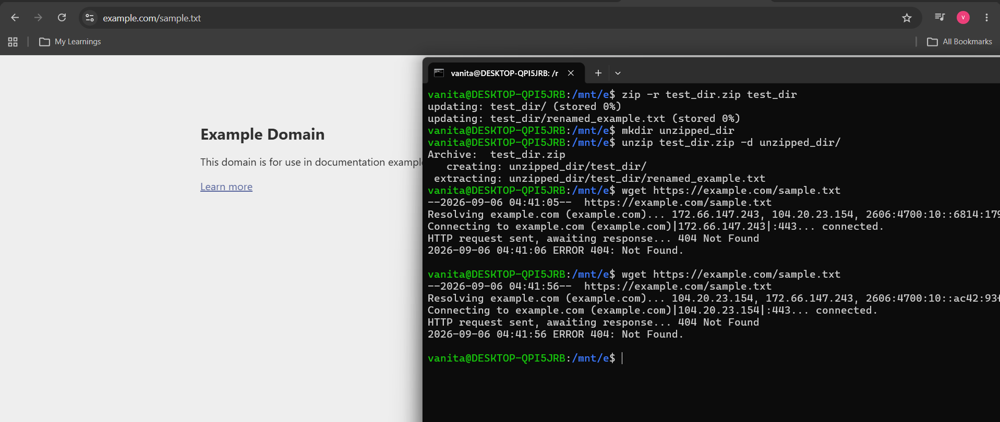 example.com/sample.txt
V
My Learnings
All Bookmarks
Example Domain
This domain is for use in documentation
Learn more
vanita@DESKTOP-QPI5JRB: /r
vanita@DESKTOP-QPI5JRB:/mnt/e$ zip -r test_dir.zip test_dir
updating: test_dir/ (stored 0%)
updating: test_dir/renamed_example.txt (stored 0%)
vanita@DESKTOP-QPI5JRB:/mnt/e$ mkdir unzipped_dir
vanita@DESKTOP-QPI5JRB:/mnt/e$ unzip test_dir.zip -d unzipped_dir/
Archive:  test_dir.zip
   creating: unzipped_dir/test_dir/
 extracting: unzipped_dir/test_dir/renamed_example.txt
vanita@DESKTOP-QPI5JRB:/mnt/e$ wget https://example.com/sample.txt
--2026-09-06 04:41:05--  https://example.com/sample.txt
Resolving example.com (example.com)... 172.66.147.243, 104.20.23.154, 2606:4700:10::6814:179
Connecting to example.com (example.com)|172.66.147.243|:443... connected.
HTTP request sent, awaiting response... 404 Not Found
2026-09-06 04:41:06 ERROR 404: Not Found.
vanita@DESKTOP-QPI5JRB:/mnt/e$ wget https://example.com/sample.txt
--2026-09-06 04:41:56--  https://example.com/sample.txt
Resolving example.com (example.com)... 104.20.23.154, 172.66.147.243, 2606:4700:10::ac42:93f
Connecting to example.com (example.com)|104.20.23.154|:443... connected.
HTTP request sent, awaiting response... 404 Not Found
2026-09-06 04:41:56 ERROR 404: Not Found.
vanita@DESKTOP-QPI5JRB:/mnt/e$